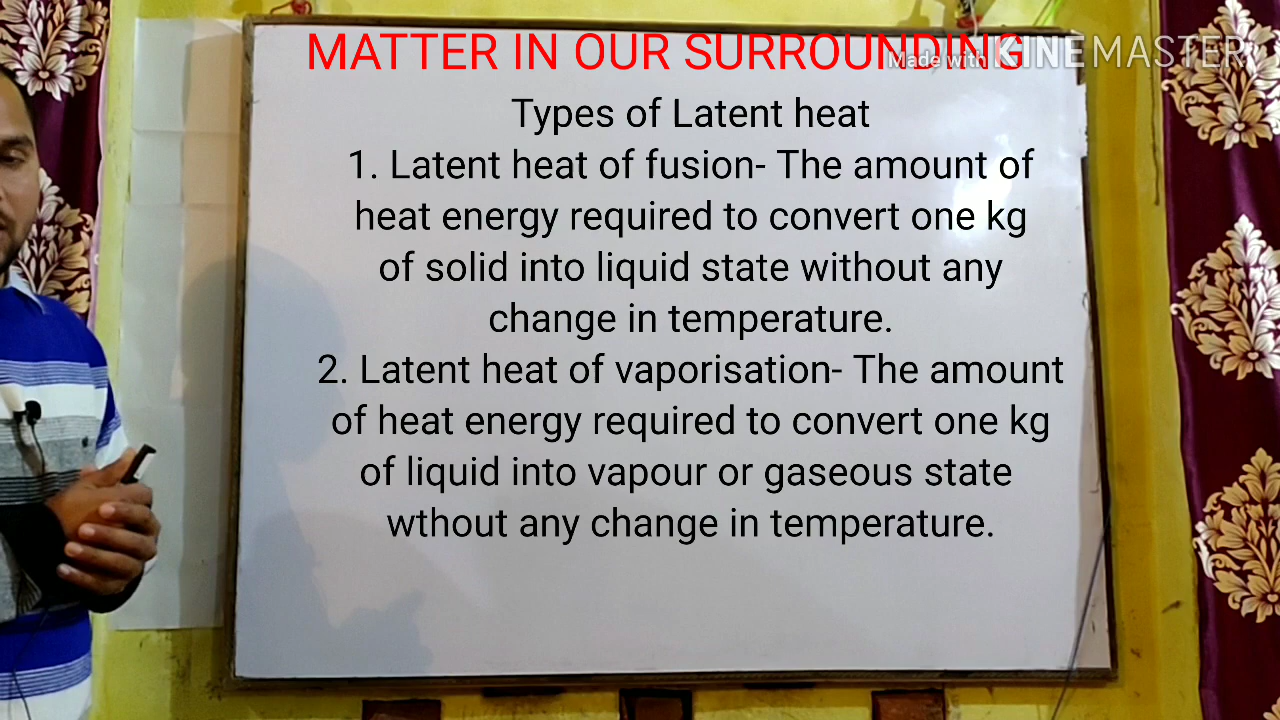 MATTER IN OUR SURROUNDING
Made with KINEMASTER
Types of Latent heat
1. Latent heat of fusion- The amount of
heat energy required to convert one kg
of solid into liquid state without any
change in temperature.
2. Latent heat of vaporisation- The amount
of heat energy required to convert one kg
of liquid into vapour or gaseous state
wthout any change in temperature.